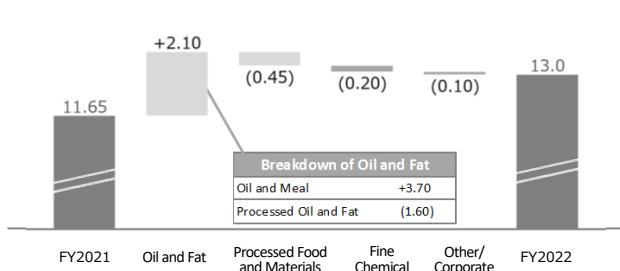 +2.10
13.0
(0.45)
(0.20)
(0.10)
11.65
Breakdown of Oil and Fat
Oil and Meal +3.70
Processed Oil and Fat (1.60)
FY2021
Oil and Fat
Processed Food
and Materials
Fine
Chemical
Other/
Corporate
FY2022